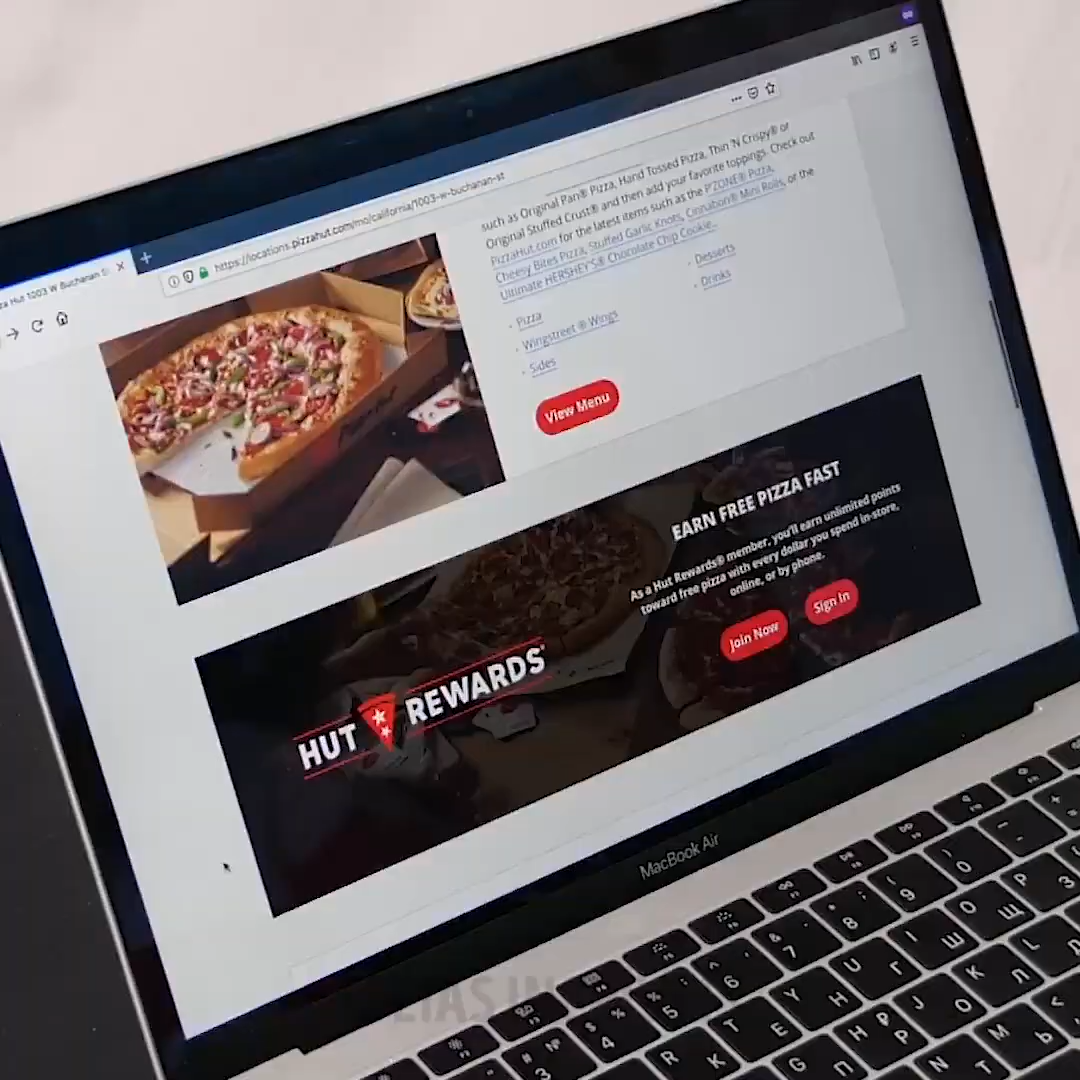 Hut 1003 W Buchanan S
https://locations.pizzahut.com/mo/california/1003-w-buchanan-st
such as Original Pan® Pizza, Hand Tossed Pizza, Thin 'N Crispy® or
Original Stuffed Crust® and then add your favorite toppings. Check out
PizzaHut.com for the latest items such as the P'ZONE® Pizza,
Cheesy Bites Pizza, Stuffed Garlic Knots, Cinnabon® Mini Rolls, or the
Ultimate HERSHEY'S® Chocolate Chip Cookie..
Pizza
Wingstreet ® Wings
Sides
Desserts
Drinks
View Menu
EARN FREE PIZZA FAST
As a Hut Rewards® member, you'll earn unlimited points
toward free pizza with every dollar you spend in-store,
online, or by phone.
Join Now
Sign In
HUT REWARDS
MacBook Air